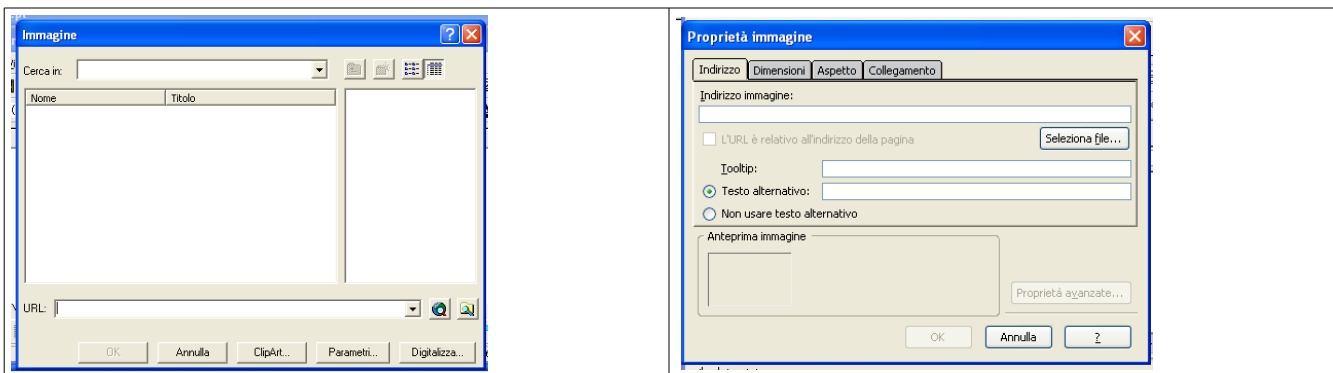 Immagine
Cerca in:
Nome Titolo
URL:
OK Annulla ClipArt... Parametri... Digitalizza...
Proprietà immagine
Indirizzo Dimensioni Aspetto Collegamento
Indirizzo immagine:
L'URL è relativo all'indirizzo della pagina Seleziona file...
Tooltip:
Testo alternativo:
Non usare testo alternativo
Anteprima immagine
Proprietà avanzate...
OK Annulla ?